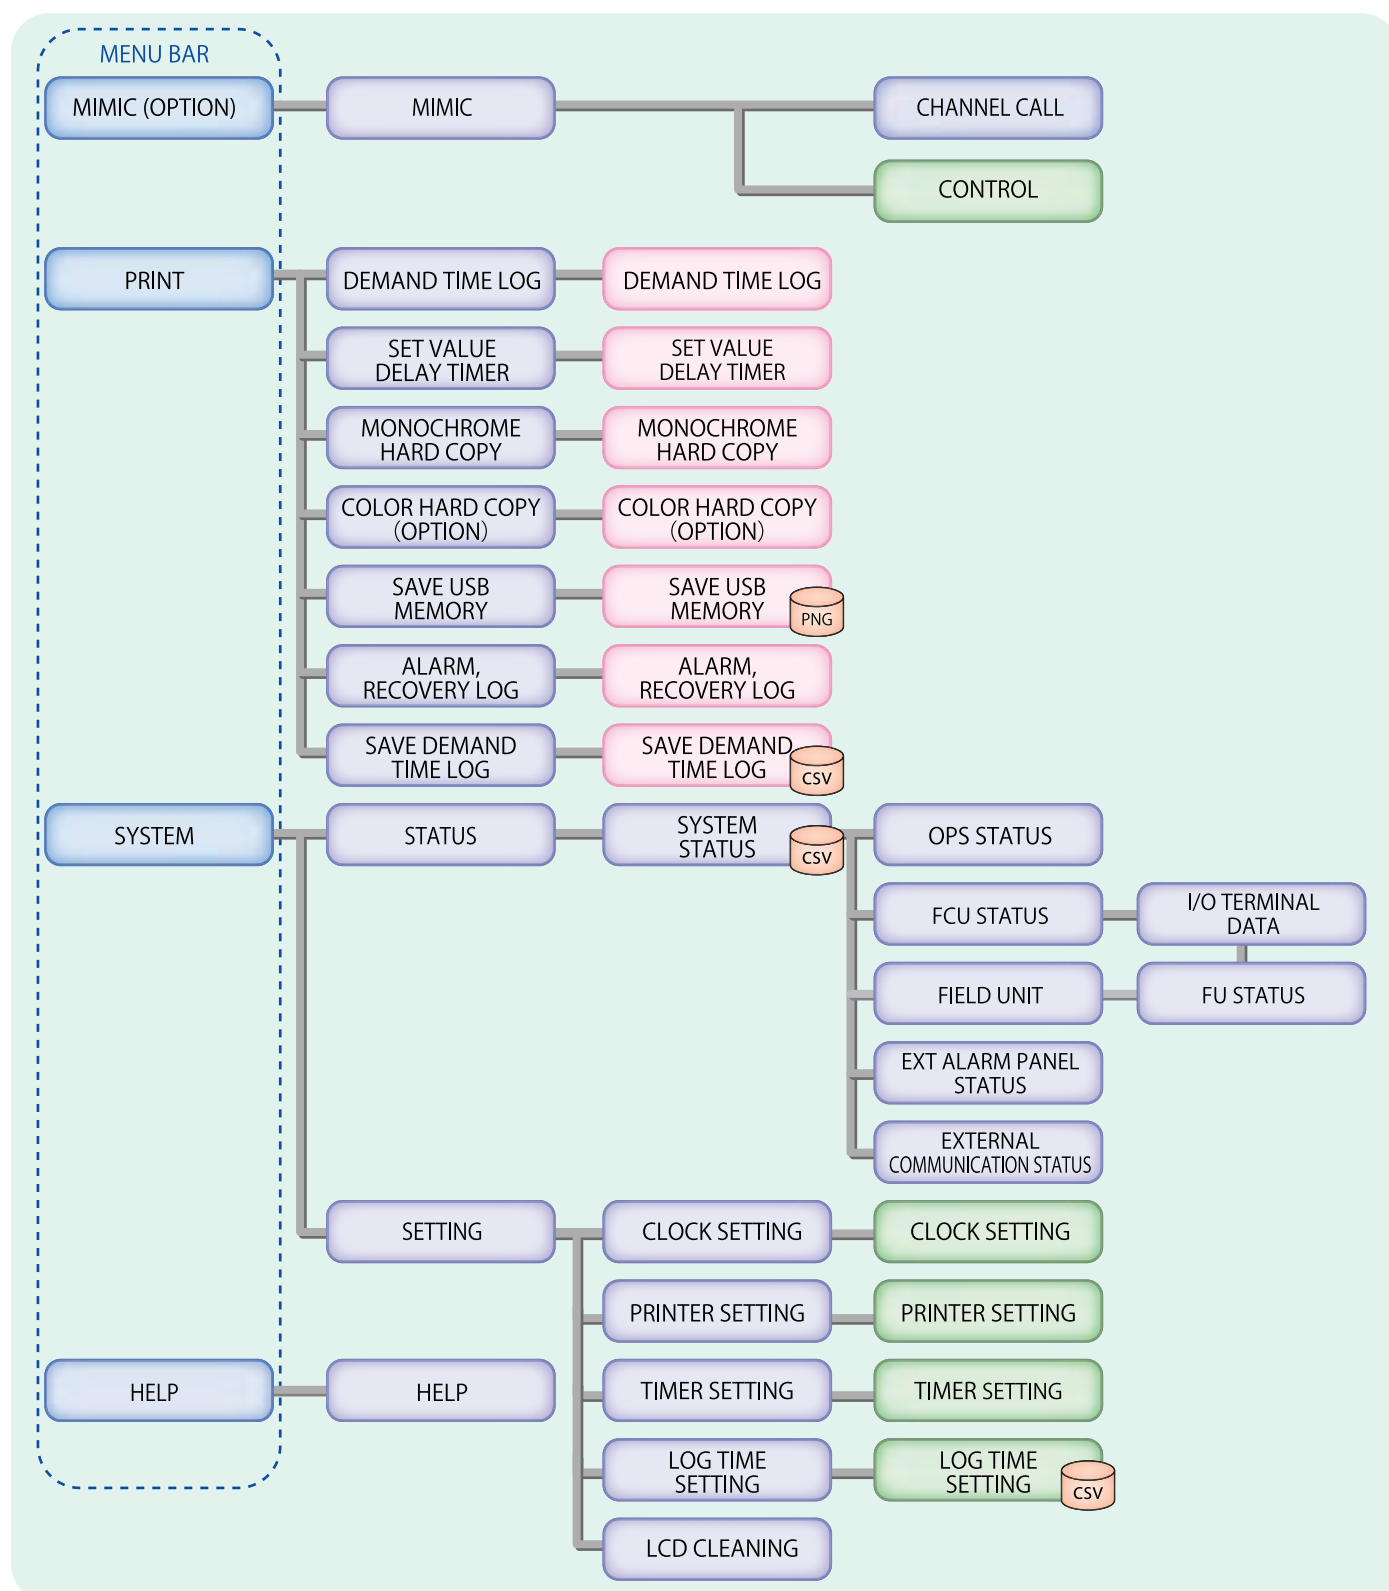 MENU BAR
MIMIC (OPTION)
MIMIC
CHANNEL CALL
CONTROL
PRINT
DEMAND TIME LOG
DEMAND TIME LOG
SET VALUE
DELAY TIMER
SET VALUE
DELAY TIMER
MONOCHROME
HARD COPY
MONOCHROME
HARD COPY
COLOR HARD COPY
(OPTION)
COLOR HARD COPY
(OPTION)
SAVE USB
MEMORY
SAVE USB
MEMORY
PNG
ALARM,
RECOVERY LOG
ALARM,
RECOVERY LOG
SAVE DEMAND
TIME LOG
SAVE DEMAND
TIME LOG
CSV
SYSTEM
STATUS
SYSTEM
STATUS
CSV
OPS STATUS
FCU STATUS
I/O TERMINAL
DATA
FIELD UNIT
FU STATUS
EXT ALARM PANEL
STATUS
EXTERNAL
COMMUNICATION STATUS
SETTING
CLOCK SETTING
CLOCK SETTING
PRINTER SETTING
PRINTER SETTING
HELP
HELP
TIMER SETTING
TIMER SETTING
LOG TIME
SETTING
LOG TIME
SETTING
CSV
LCD CLEANING